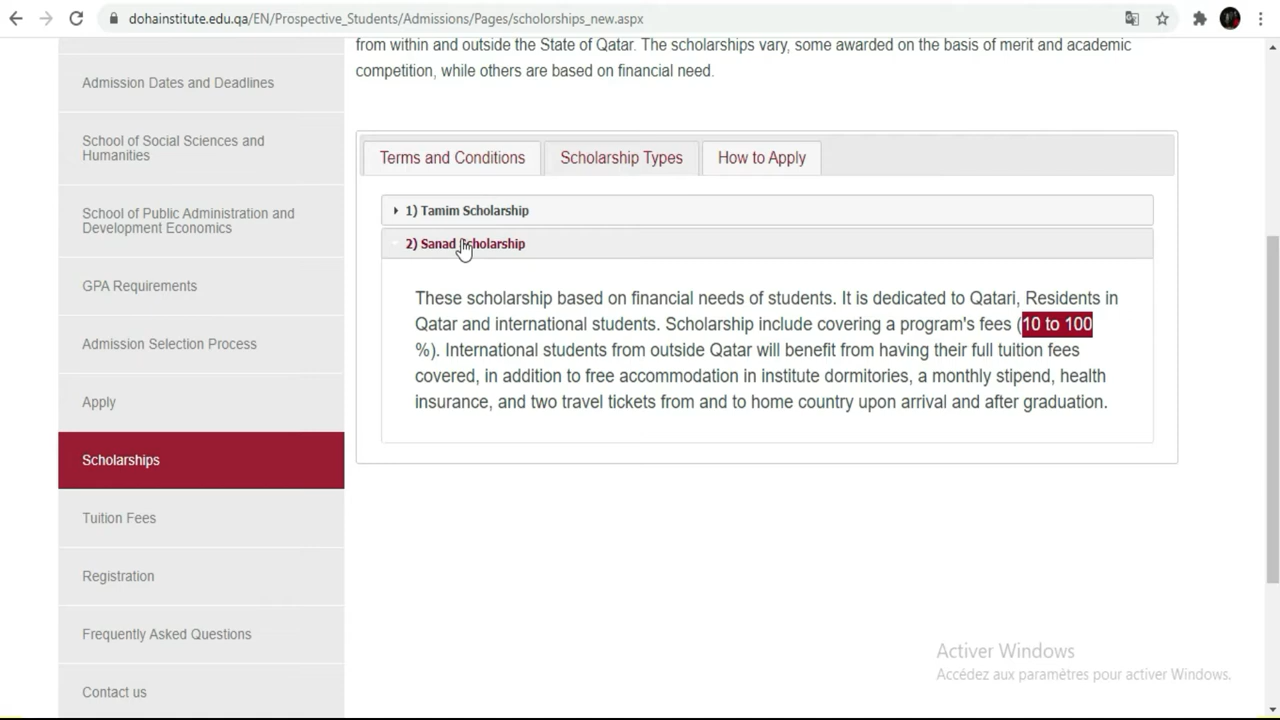 dohainstitute.edu.qa/EN/Prospective_Students/Admissions/Pages/scholorships_new.aspx
from within and outside the State of Qatar. The scholarships vary, some awarded on the basis of merit and academic
competition, while others are based on financial need.
Admission Dates and Deadlines
School of Social Sciences and
Humanities
School of Public Administration and
Development Economics
GPA Requirements
Admission Selection Process
Apply
Scholarships
Tuition Fees
Registration
Frequently Asked Questions
Contact us
Terms and Conditions
Scholarship Types
How to Apply
1) Tamim Scholarship
2) Sanad Scholarship
These scholarship based on financial needs of students. It is dedicated to Qatari, Residents in
Qatar and international students. Scholarship include covering a program's fees (10 to 100
%). International students from outside Qatar will benefit from having their full tuition fees
covered, in addition to free accommodation in institute dormitories, a monthly stipend, health
insurance, and two travel tickets from and to home country upon arrival and after graduation.
Activer Windows
Accédez aux paramètres pour activer Windows.